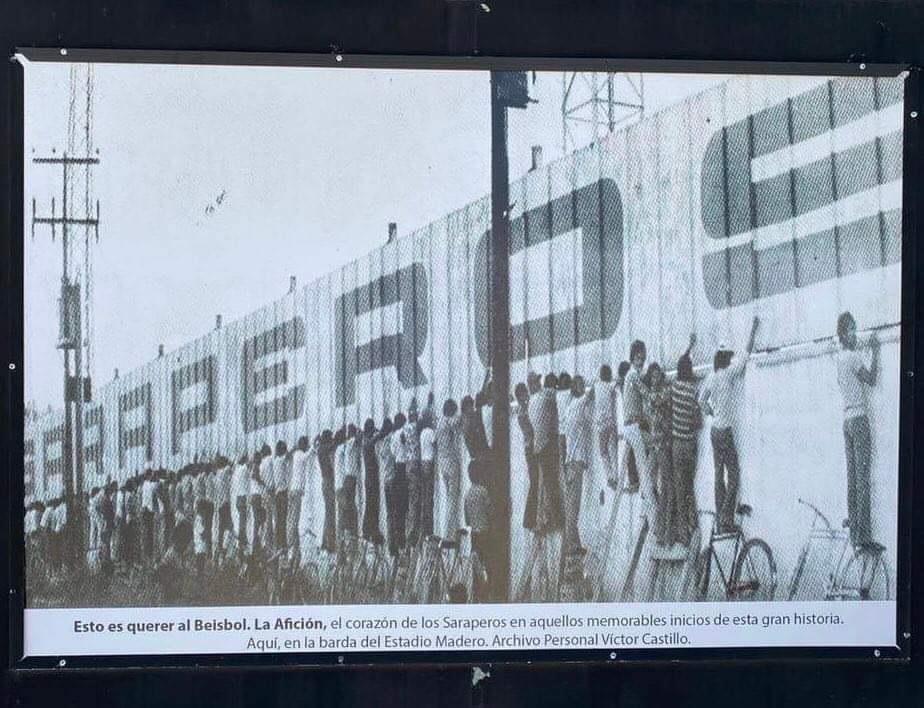 SARAPEROS
Esto es querer al Beisbol. La Afición, el corazón de los Saraperos en aquellos memorables inicios de esta gran historia.
Aquí, en la barda del Estadio Madero. Archivo Personal Víctor Castillo.